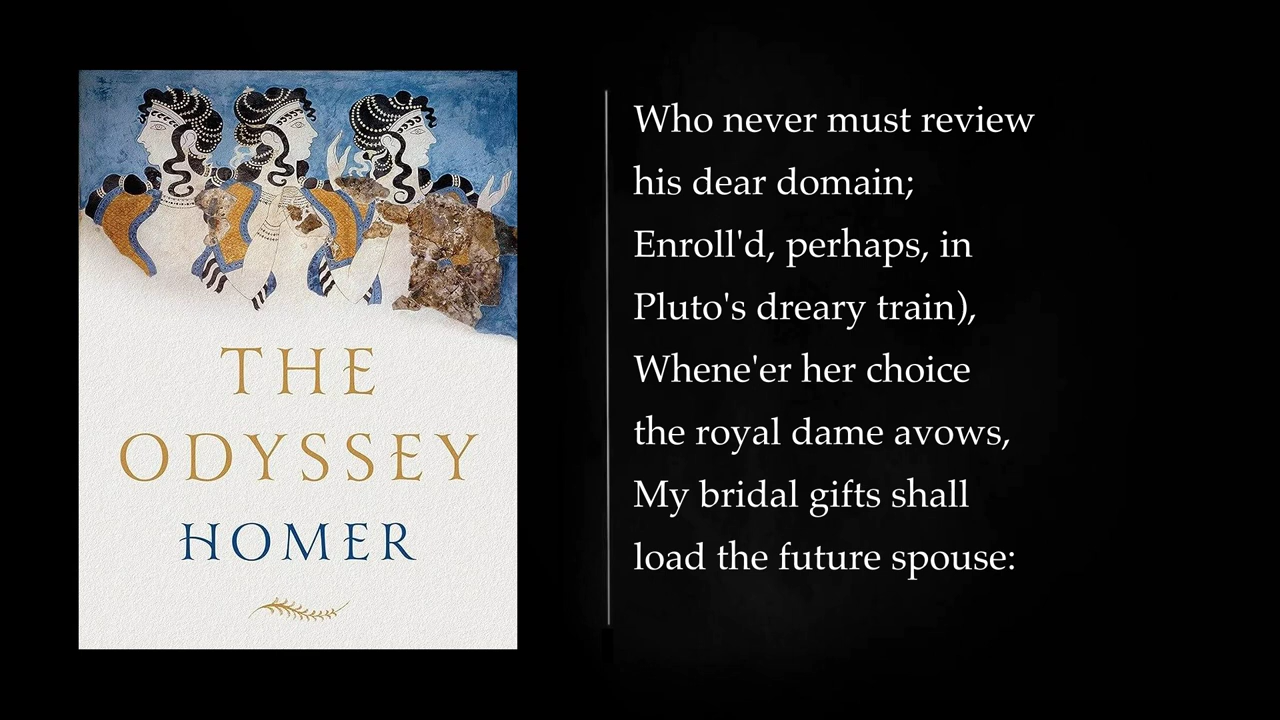 THE
ODYSSEY
HOMER
Who never must review
his dear domain;
Enroll'd, perhaps, in
Pluto's dreary train),
Whene'er her choice
the royal dame avows,
My bridal gifts shall
load the future spouse: